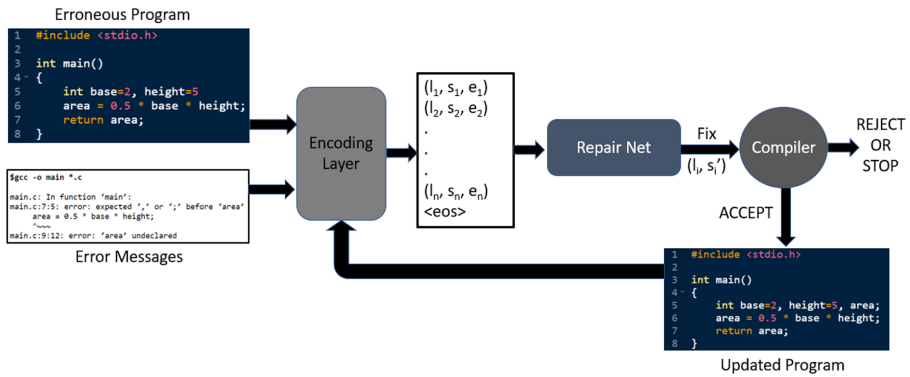 Erroneous Program
1 #include <stdio.h>
2
3 int main()
4 {
5 int base=2, height=5
6 area = 0.5 * base * height;
7 return area;
8 }
$gcc -o main *.c
main.c: In function ‘main’:
main.c:7:5: error: expected ‘,’ or ‘;’ before ‘area’
area = 0.5 * base * height;
^~~~
main.c:9:12: error: ‘area’ undeclared
Error Messages
Encoding
Layer
(l₁, s₁, e₁)
(l₂, s₂, e₂)
.
.
.
(lₙ, sₙ, eₙ)
<eos>
Repair Net
Fix
(lᵢ, sᵢ’)
Compiler
REJECT
OR
STOP
ACCEPT
1 #include <stdio.h>
2
3 int main()
4 {
5 int base=2, height=5, area;
6 area = 0.5 * base * height;
7 return area;
8 }
Updated Program